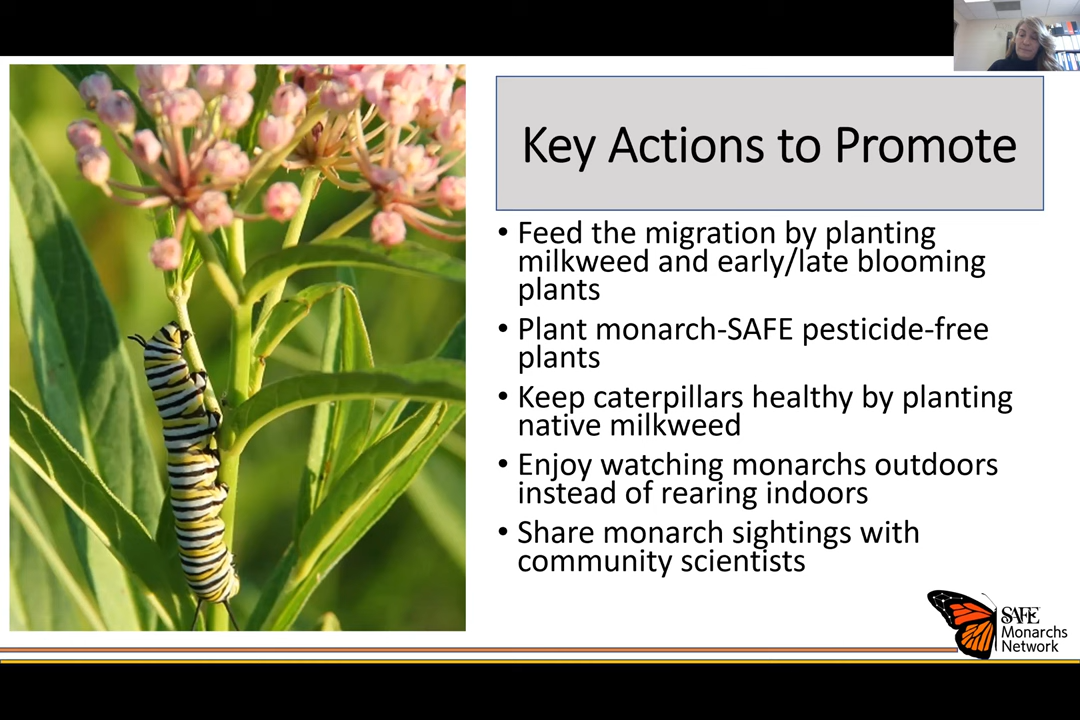 Key Actions to Promote
• Feed the migration by planting
milkweed and early/late blooming
plants
• Plant monarch-SAFE pesticide-free
plants
• Keep caterpillars healthy by planting
native milkweed
• Enjoy watching monarchs outdoors
instead of rearing indoors
• Share monarch sightings with
community scientists
SAFE
Monarchs
Network